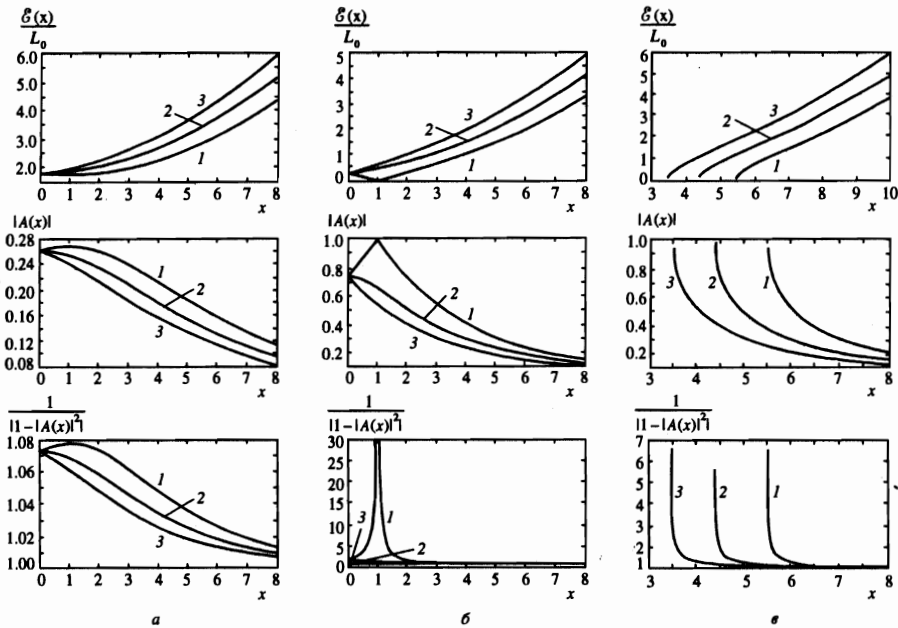 ℰ(x)/L₀
6.0
5.0
4.0
3.0
2.0
3
2
1
0 1 2 3 4 5 6 7 8
x
ℰ(x)/L₀
5
4
3
2
1
0
3
2
1
0 1 2 3 4 5 6 7 8
x
ℰ(x)/L₀
6
5
4
3
2
1
0
3
2
1
3 4 5 6 7 8 9 10
x
|A(x)|
0.28
0.24
0.20
0.16
0.12
0.08
1
2
3
0 1 2 3 4 5 6 7 8
x
|A(x)|
1.0
0.8
0.6
0.4
0.2
1
2
3
0 1 2 3 4 5 6 7 8
x
|A(x)|
1.0
0.8
0.6
0.4
0.2
3 2 1
3 4 5 6 7 8
x
1/|1−|A(x)|²|
1.08
1.06
1.04
1.02
1.00
1
2
3
0 1 2 3 4 5 6 7 8
x
1/|1−|A(x)|²|
30
25
20
15
10
5
0
3 1
2
0 1 2 3 4 5 6 7 8
x
1/|1−|A(x)|²|
7
6
5
4
3
2
1
3 2 1
3 4 5 6 7 8
x
а б в